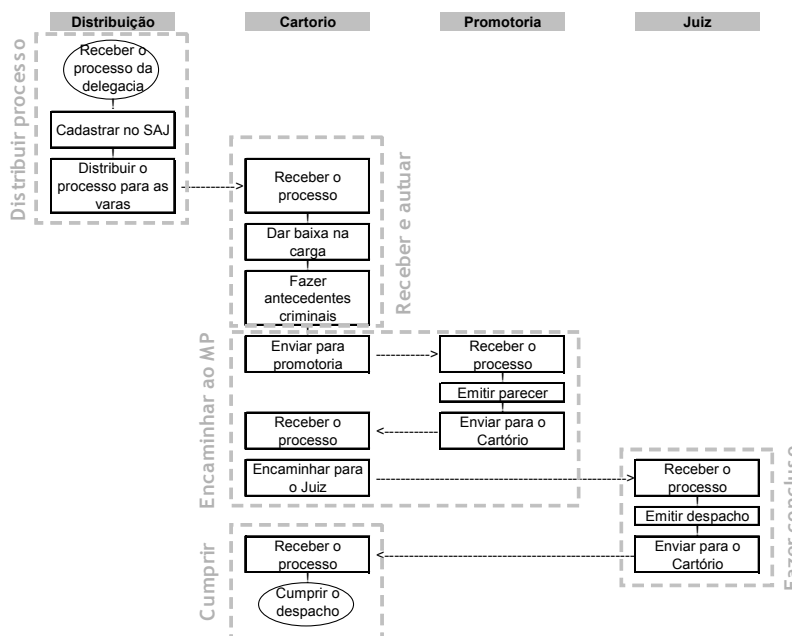 Distribuição
Cartorio
Promotoria
Juiz
Distribuir processo
Receber o
processo da
delegacia
Cadastrar no SAJ
Distribuir o
processo para as
varas
Receber e autuar
Receber o
processo
Dar baixa na
carga
Fazer
antecedentes
criminais
Encaminhar ao MP
Enviar para
promotoria
Receber o
processo
Emitir parecer
Enviar para o
Cartório
Receber o
processo
Encaminhar para
o Juiz
Fazer concluso
Receber o
processo
Emitir despacho
Enviar para o
Cartório
Cumprir
Receber o
processo
Cumprir o
despacho